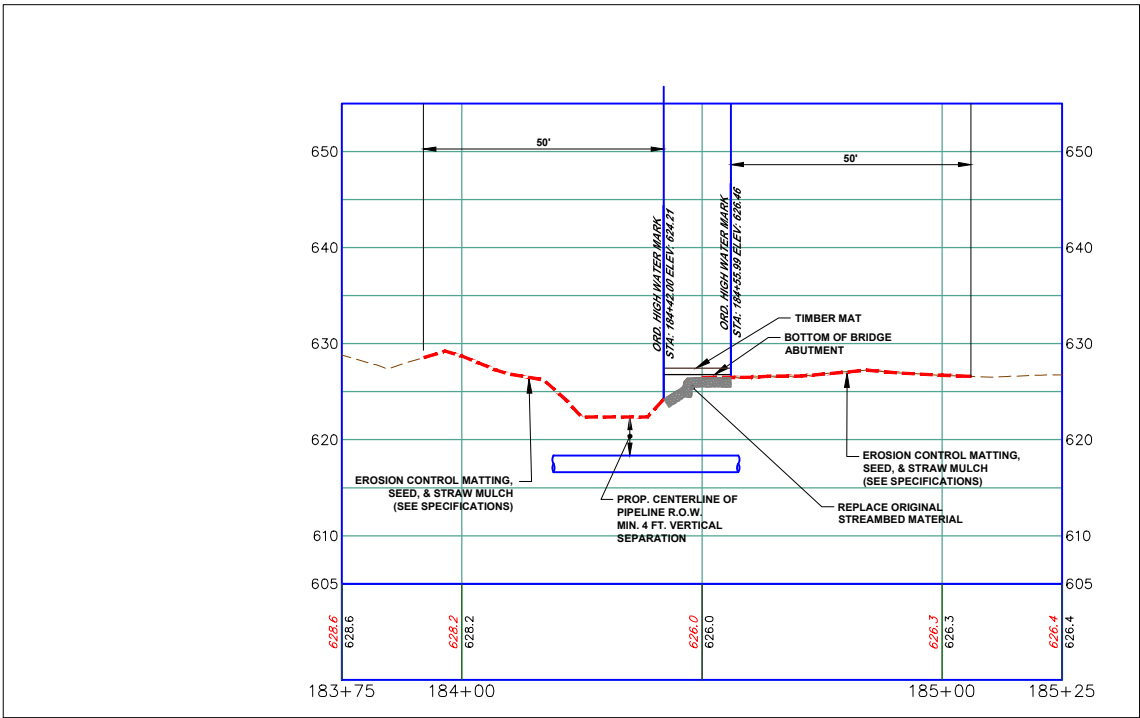 50'
50'
650
650
640
640
630
630
620
620
610
610
605
605
ORD. HIGH WATER MARK
STA: 184+42.00 ELEV: 624.21
ORD. HIGH WATER MARK
STA: 184+55.99 ELEV: 626.46
TIMBER MAT
BOTTOM OF BRIDGE
ABUTMENT
EROSION CONTROL MATTING,
SEED, & STRAW MULCH
(SEE SPECIFICATIONS)
PROP. CENTERLINE OF
PIPELINE R.O.W.
MIN. 4 FT. VERTICAL
SEPARATION
REPLACE ORIGINAL
STREAMBED MATERIAL
EROSION CONTROL MATTING,
SEED, & STRAW MULCH
(SEE SPECIFICATIONS)
628.6
628.6
628.2
628.2
626.0
626.0
626.3
626.3
626.4
626.4
183+75
184+00
185+00
185+25